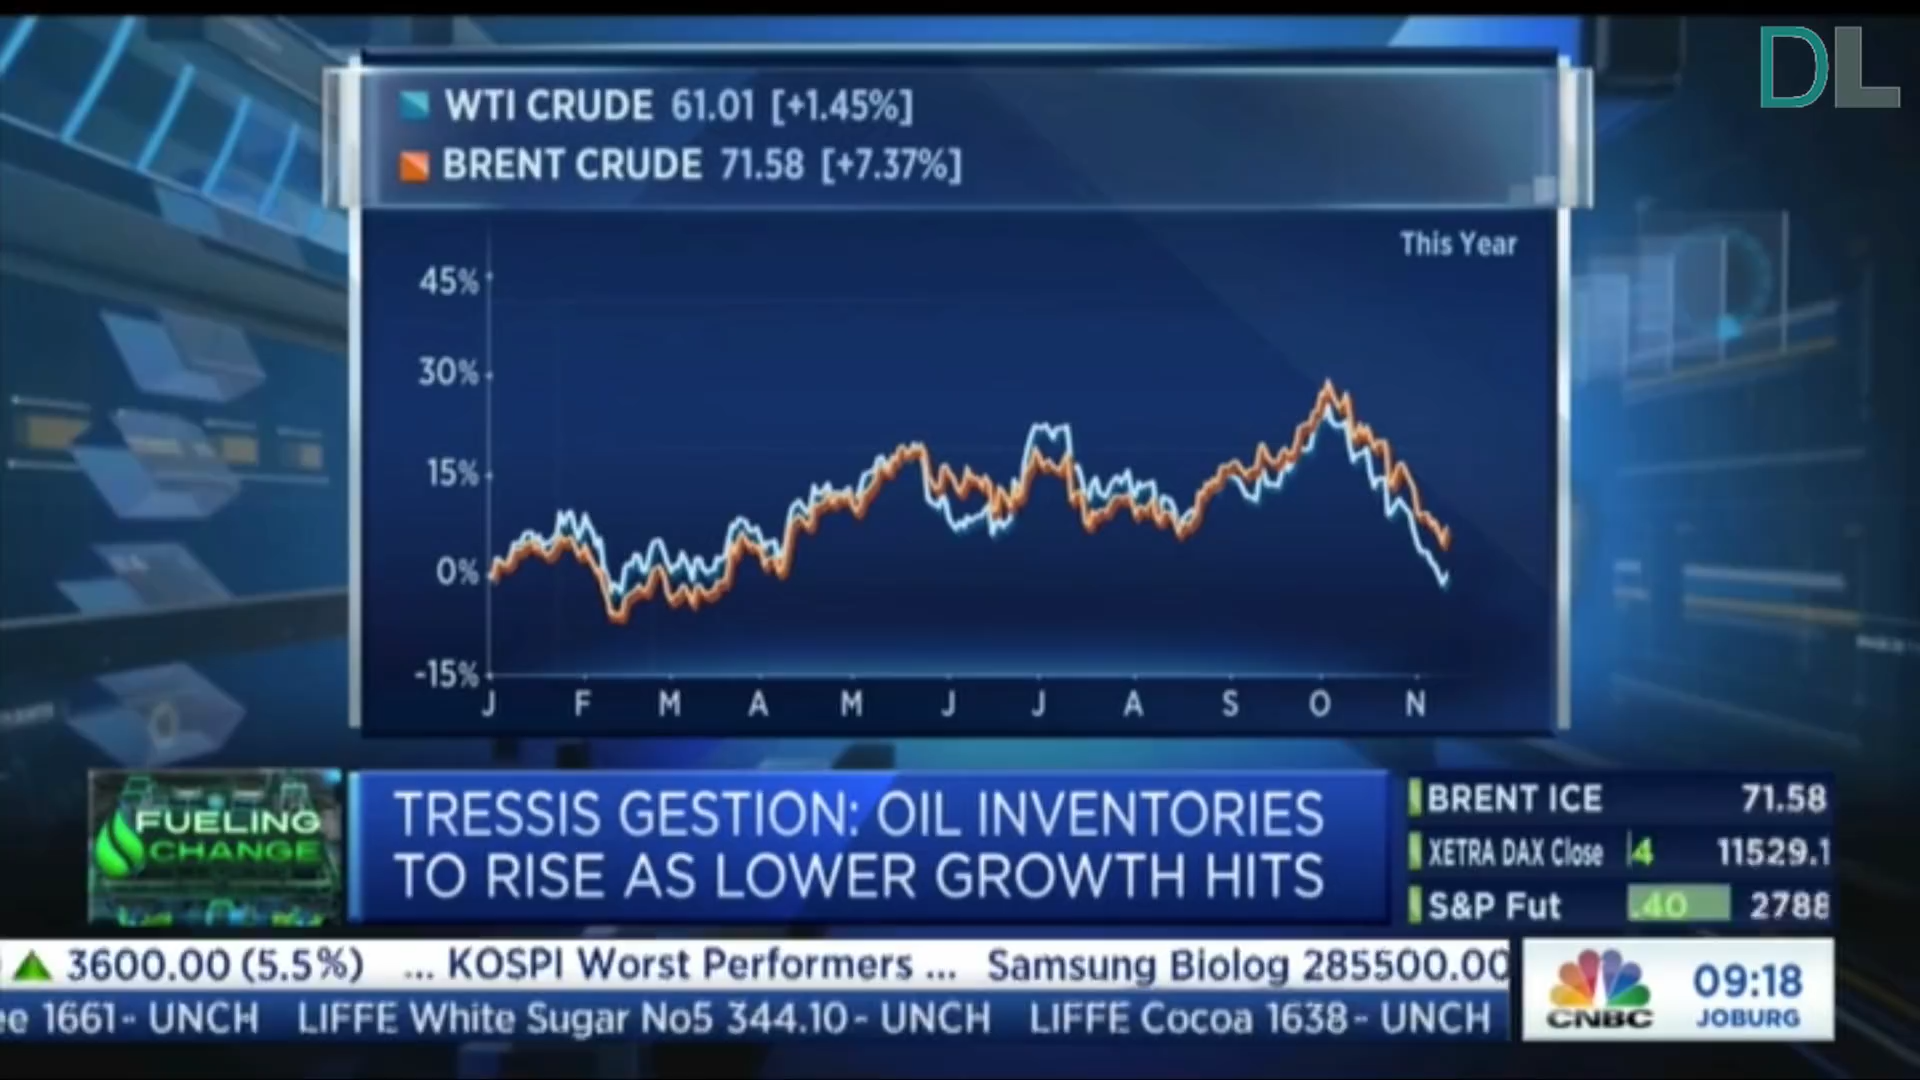 DL
WTI CRUDE 61.01 [+1.45%]
BRENT CRUDE 71.58 [+7.37%]
This Year
45%
30%
15%
0%
-15%
J F M A M J J A S O N
FUELING
CHANGE
TRESSIS GESTION: OIL INVENTORIES
TO RISE AS LOWER GROWTH HITS
BRENT ICE 71.58
XETRA DAX Close 4 11529.1
S&P Fut .40 2788
3600.00 (5.5%) ... KOSPI Worst Performers ... Samsung Biolog 285500.00
1661- UNCH LIFFE White Sugar No5 344.10- UNCH LIFFE Cocoa 1638- UNCH
CNBC
09:18
JOBURG